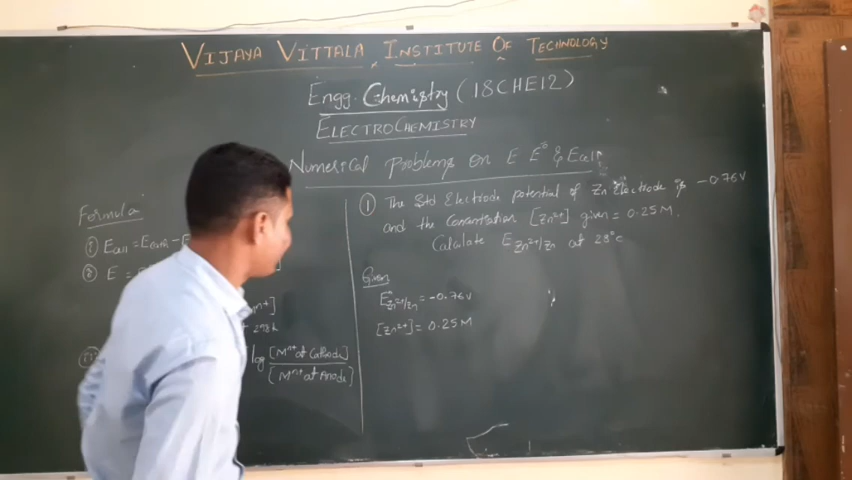 VIJAYA VITTALA INSTITUTE OF TECHNOLOGY
Engg. Chemistry (18CHE12)
ELECTROCHEMISTRY
Numerical Problems on E E° & Ecell
Formula
① The Std Electrode potential of Zn Electrode is -0.76V
and the Concentration [Zn²⁺] given = 0.25M.
Calculate E Zn²⁺/Zn at 28°C
Given
E° Zn²⁺/Zn = -0.76V
[Zn²⁺] = 0.25M
① Ecell = Ecath - E
② E =
298k
log [Mⁿ⁺ at Cathode]
[Mⁿ⁺ at Anode]